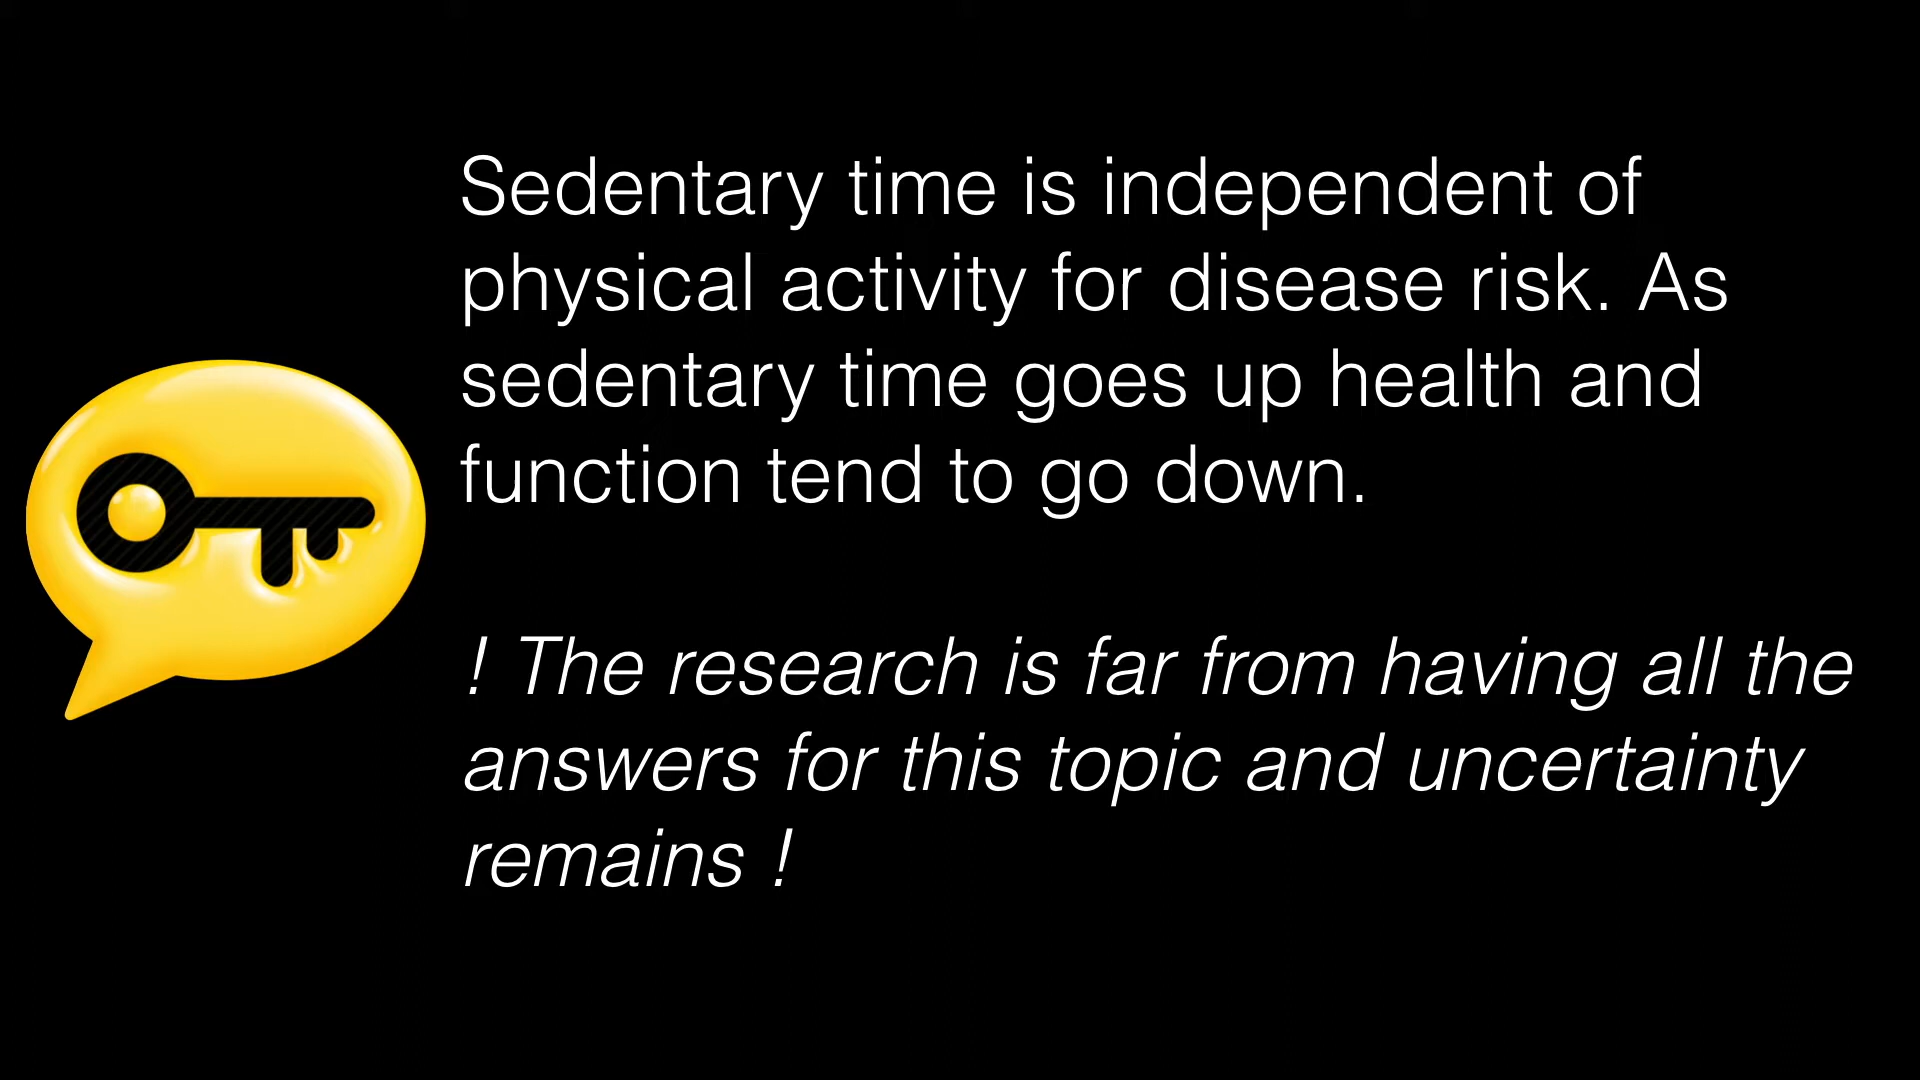 Sedentary time is independent of
physical activity for disease risk. As
sedentary time goes up health and
function tend to go down.
! The research is far from having all the
answers for this topic and uncertainty
remains !